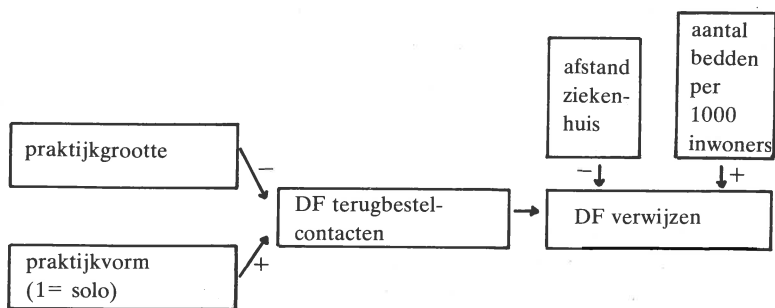 praktijkgrootte
−
praktijkvorm
(1= solo)
+
DF terugbestel-
contacten
afstand
zieken-
huis
−
aantal
bedden
per
1000
inwoners
+
DF verwijzen